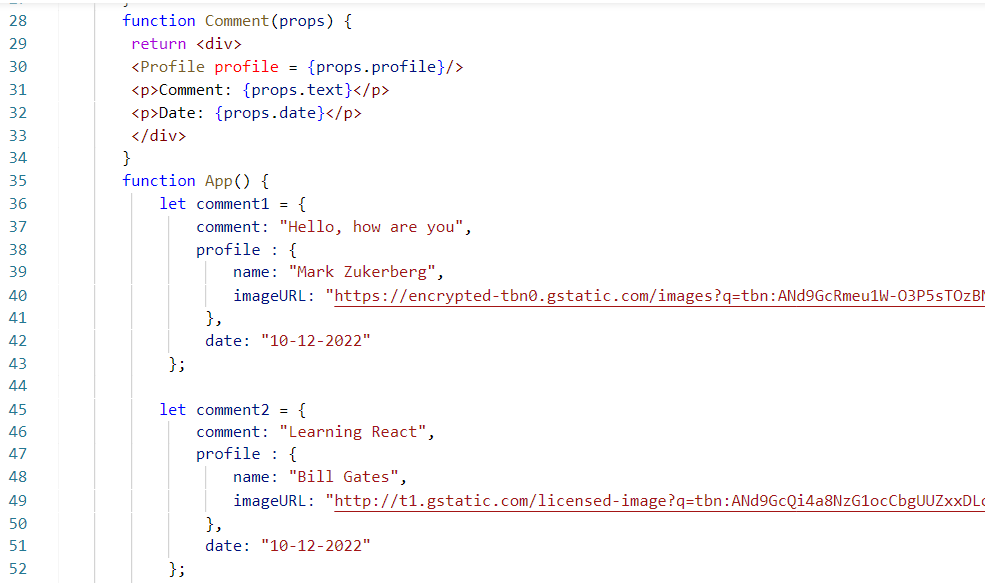 28 function Comment(props) {
29 return <div>
30 <Profile profile = {props.profile}/>
31 <p>Comment: {props.text}</p>
32 <p>Date: {props.date}</p>
33 </div>
34 }
35 function App() {
36 let comment1 = {
37 comment: "Hello, how are you",
38 profile : {
39 name: "Mark Zukerberg",
40 imageURL: "https://encrypted-tbn0.gstatic.com/images?q=tbn:ANd9GcRmeu1W-O3P5sTOzBN
41 },
42 date: "10-12-2022"
43 };
44
45 let comment2 = {
46 comment: "Learning React",
47 profile : {
48 name: "Bill Gates",
49 imageURL: "http://t1.gstatic.com/licensed-image?q=tbn:ANd9GcQi4a8NzG1ocCbgUUZxxDLc
50 },
51 date: "10-12-2022"
52 };